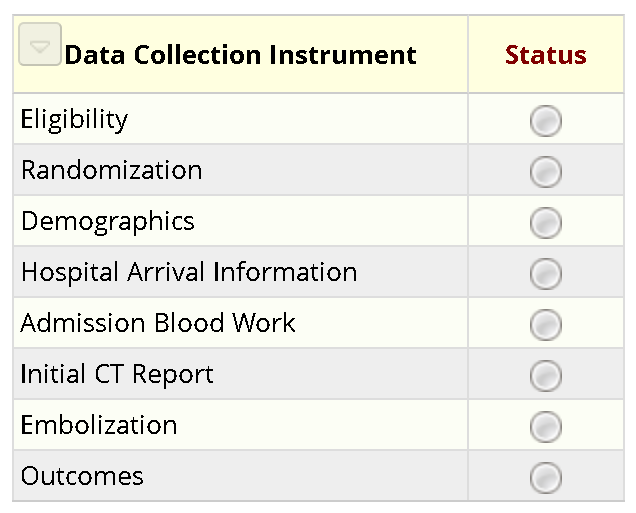 Data Collection Instrument Status
Eligibility
Randomization
Demographics
Hospital Arrival Information
Admission Blood Work
Initial CT Report
Embolization
Outcomes